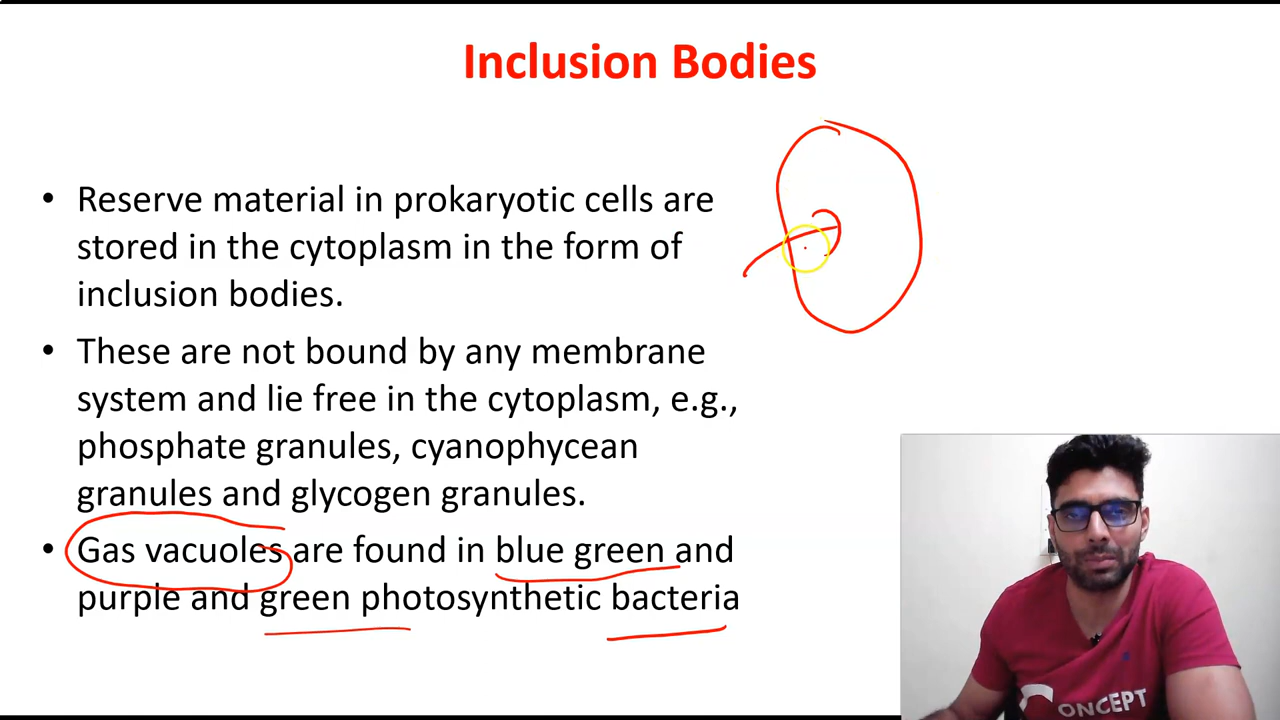 Inclusion Bodies
• Reserve material in prokaryotic cells are
stored in the cytoplasm in the form of
inclusion bodies.
• These are not bound by any membrane
system and lie free in the cytoplasm, e.g.,
phosphate granules, cyanophycean
granules and glycogen granules.
• Gas vacuoles are found in blue green and
purple and green photosynthetic bacteria
ONCEPT